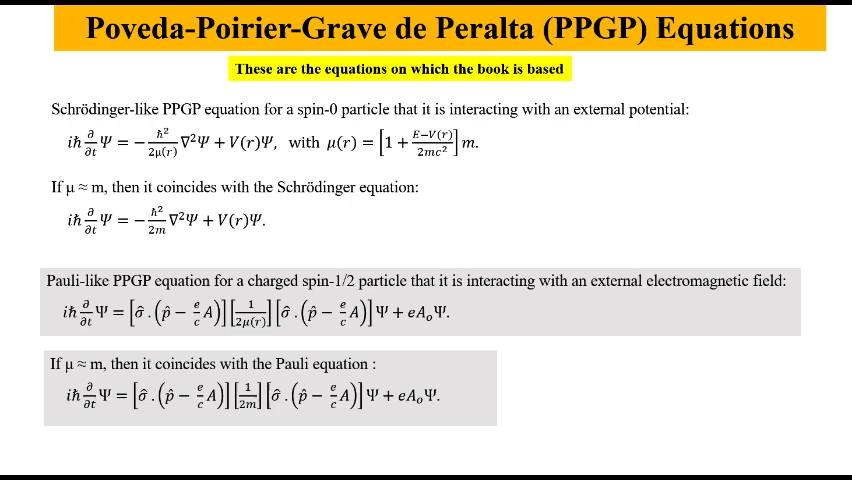 Poveda-Poirier-Grave de Peralta (PPGP) Equations
These are the equations on which the book is based
Schrödinger-like PPGP equation for a spin-0 particle that it is interacting with an external potential:
iℏ ∂/∂t Ψ = − ℏ²/2μ(r) ∇²Ψ + V(r)Ψ, with μ(r) = [1 + E−V(r)/2mc²] m.
If μ ≈ m, then it coincides with the Schrödinger equation:
iℏ ∂/∂t Ψ = − ℏ²/2m ∇²Ψ + V(r)Ψ.
Pauli-like PPGP equation for a charged spin-1/2 particle that it is interacting with an external electromagnetic field:
iℏ ∂/∂t Ψ = [σ̂ . (p̂ − e/c A)] [1/2μ(r)] [σ̂ . (p̂ − e/c A)] Ψ + eAₒΨ.
If μ ≈ m, then it coincides with the Pauli equation :
iℏ ∂/∂t Ψ = [σ̂ . (p̂ − e/c A)] [1/2m] [σ̂ . (p̂ − e/c A)] Ψ + eAₒΨ.